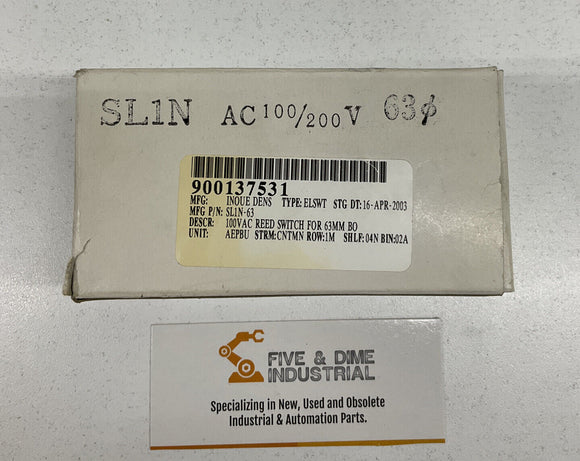 SL1N AC 100/200 V 63φ
900137531
MFG: INOUE DENS TYPE: ELSWT STG DT: 16-APR-2003
MFG P/N: SL1N-63
DESCR: 100VAC REED SWITCH FOR 63MM BO
UNIT: AEPBU STRM: CNTMN ROW: 1M SHLF: 04N BIN: 02A
FIVE & DIME
INDUSTRIAL
Specializing in New, Used and Obsolete
Industrial & Automation Parts.